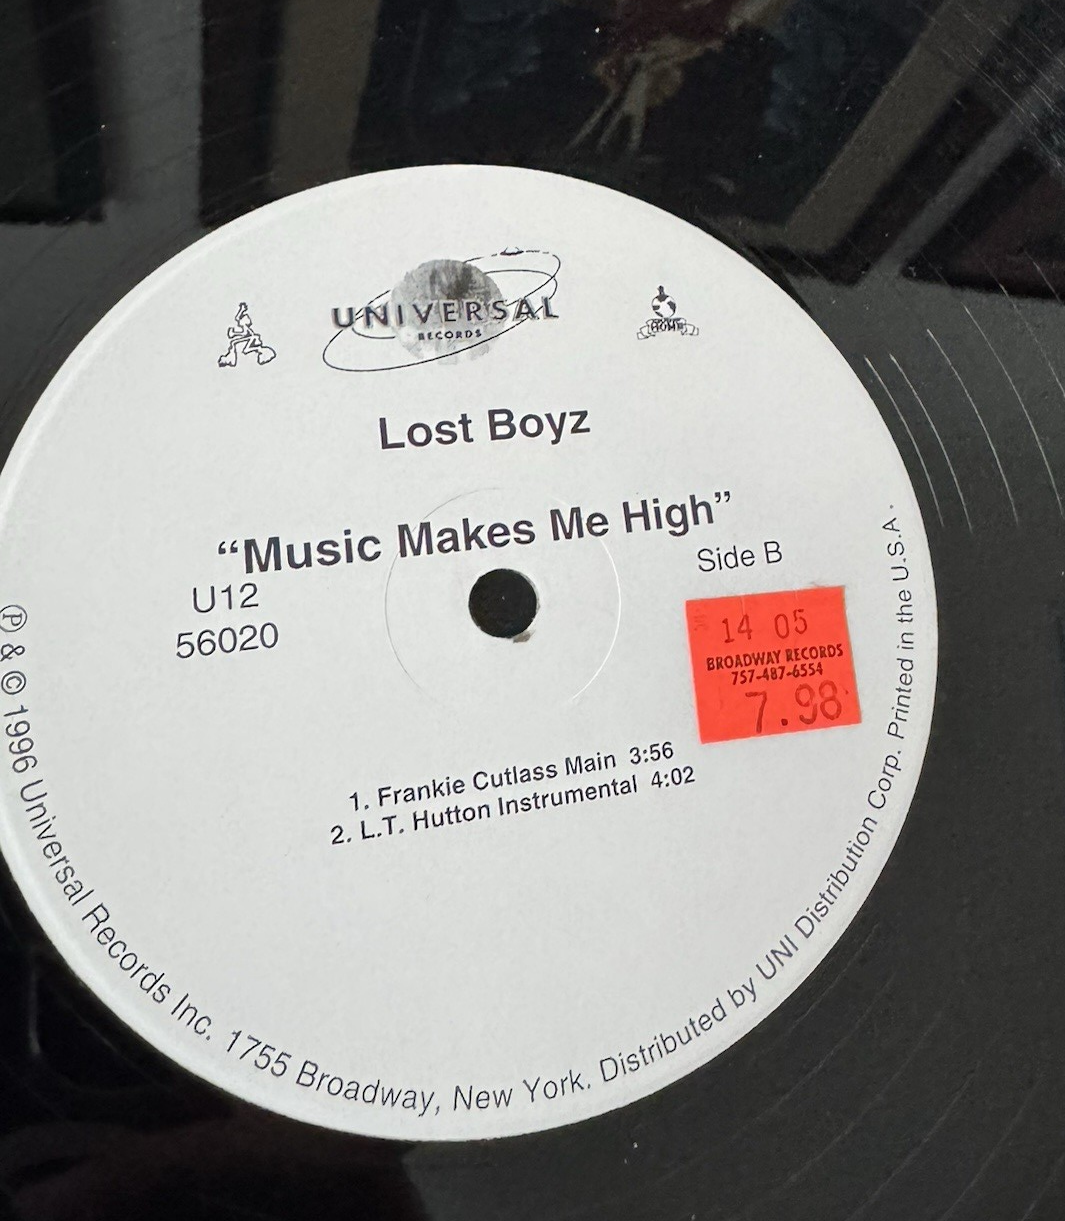 UNIVERSAL
RECORDS
Lost Boyz
“Music Makes Me High”
U12
56020
Side B
14 05
BROADWAY RECORDS
757-487-6554
7.98
1. Frankie Cutlass Main 3:56
2. L.T. Hutton Instrumental 4:02
℗ & © 1996 Universal Records Inc. 1755 Broadway, New York. Distributed by UNI Distribution Corp. Printed in the U.S.A.